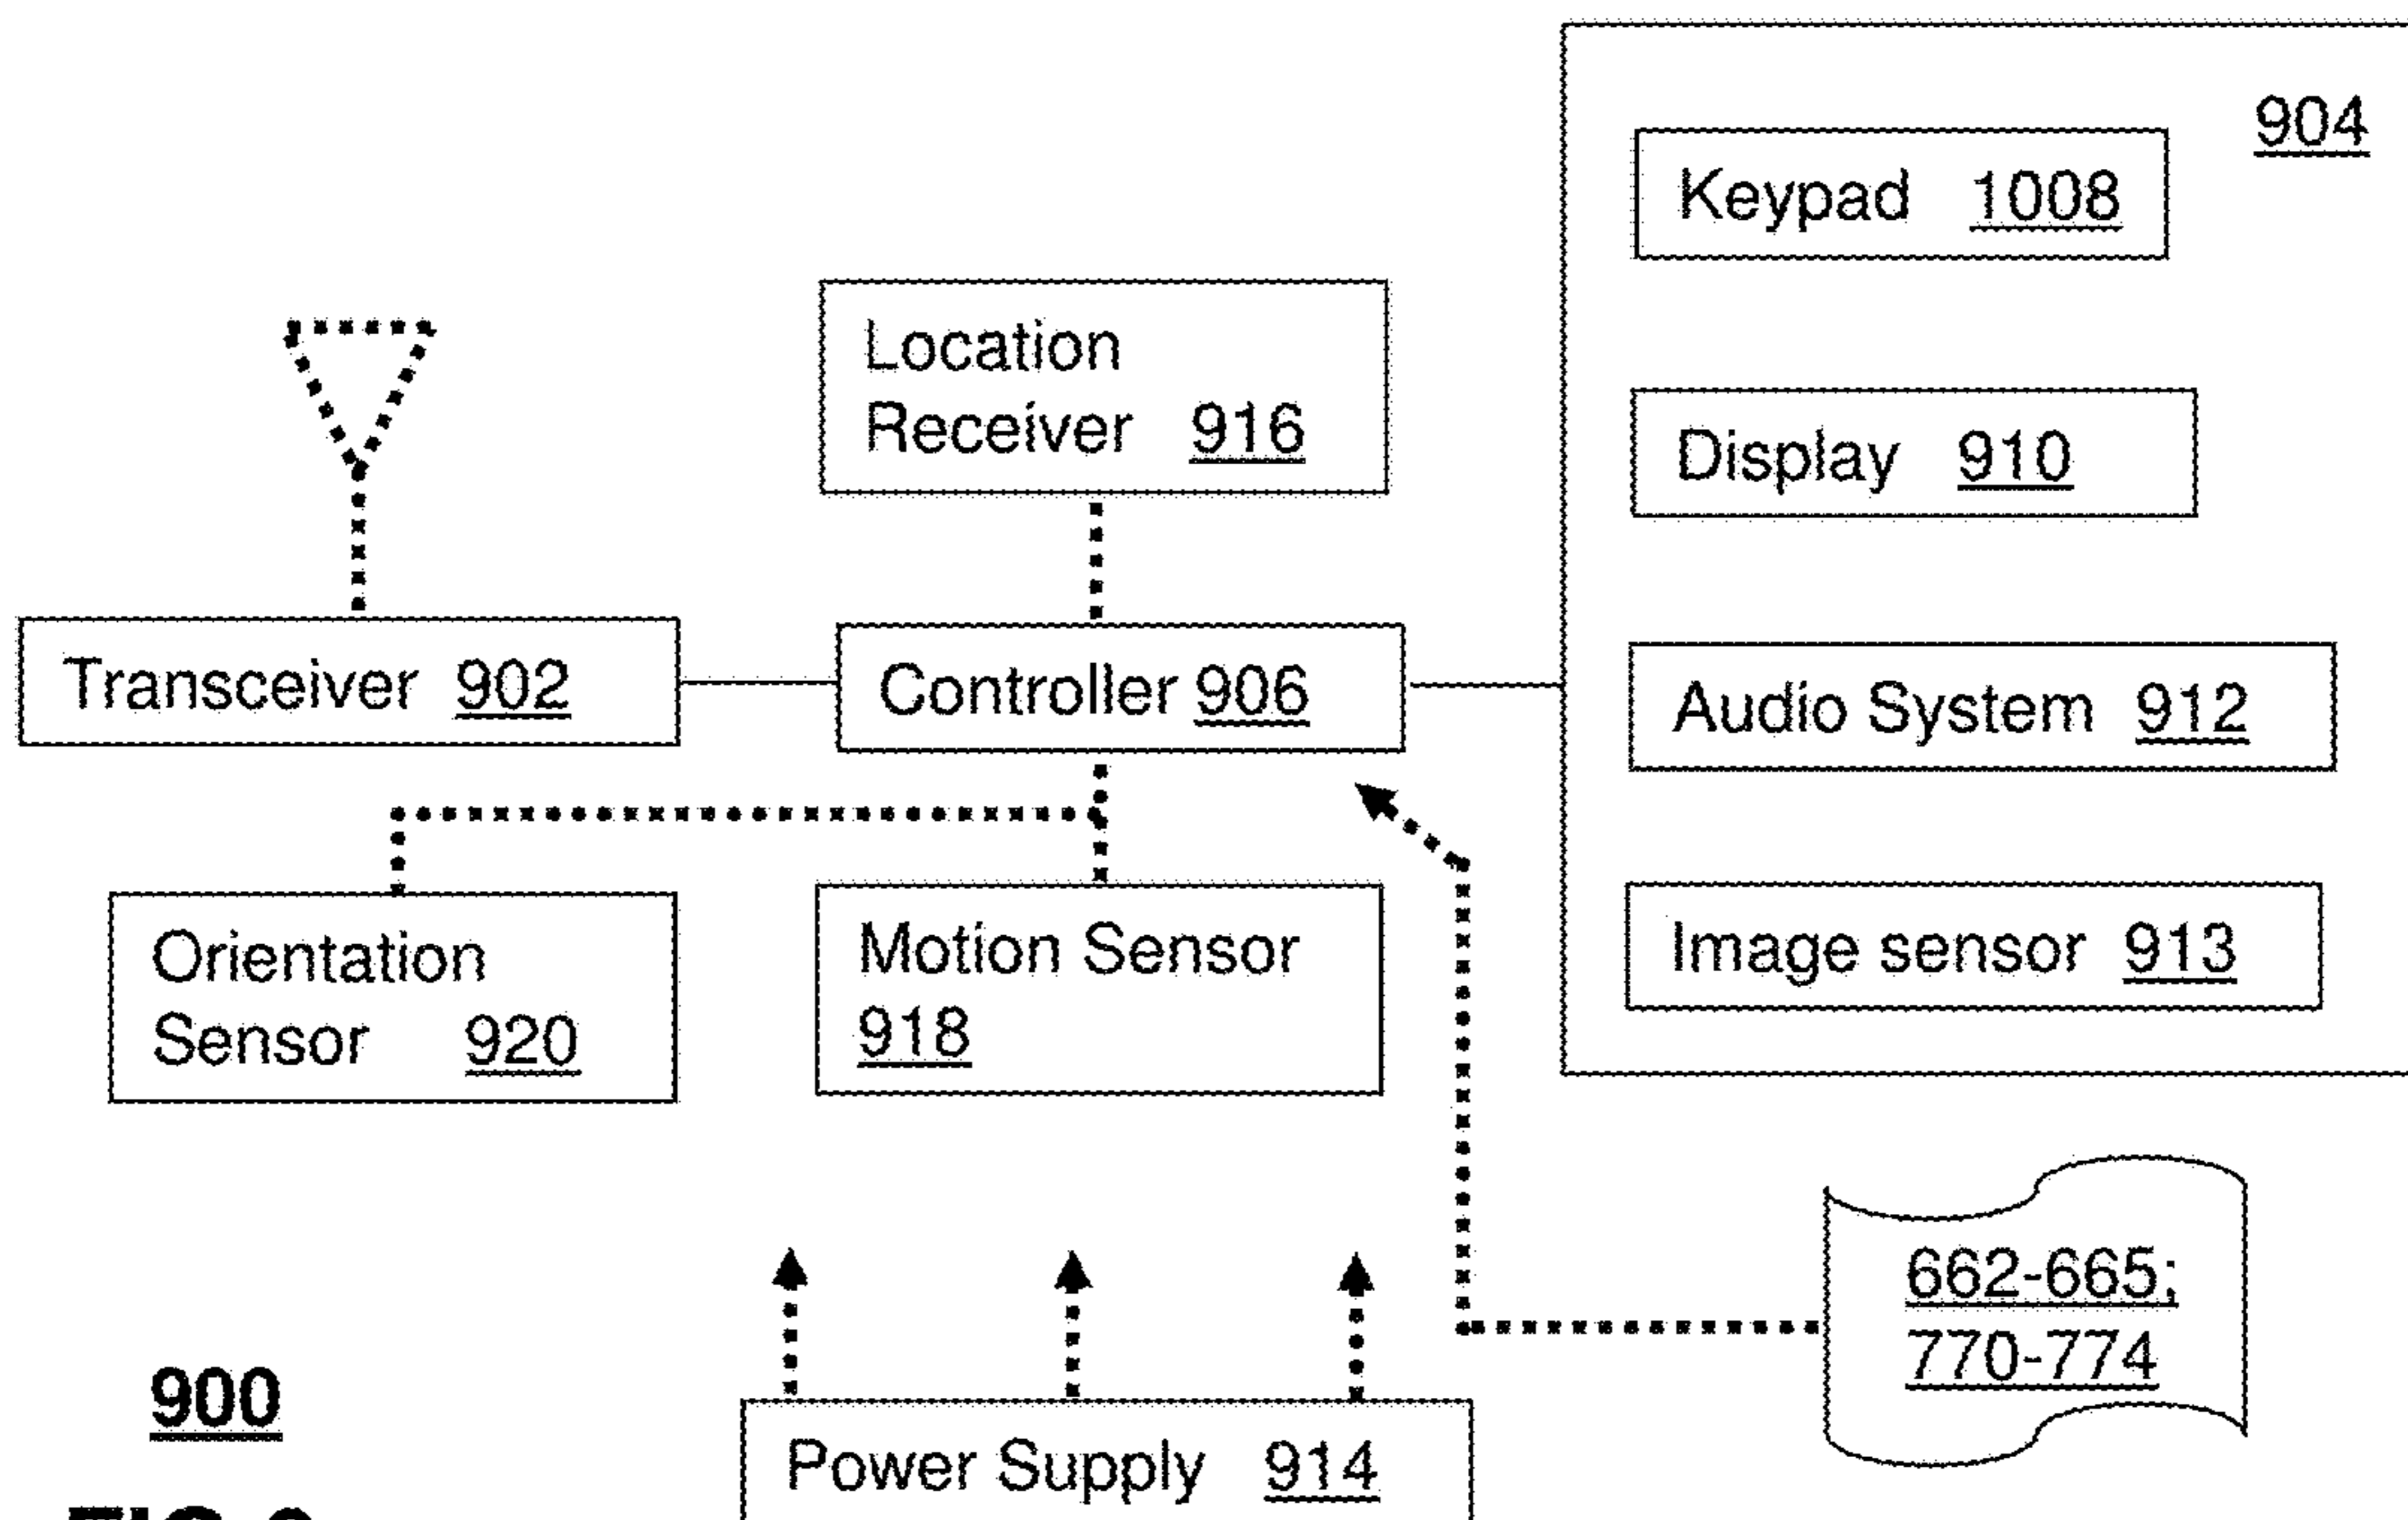 904
Keypad 1008
Location
Receiver 916
Display 910
Transceiver 902
Controller 906
Audio System 912
Orientation
Sensor 920
Motion Sensor
918
Image sensor 913
662-665;
770-774
900
Power Supply 914